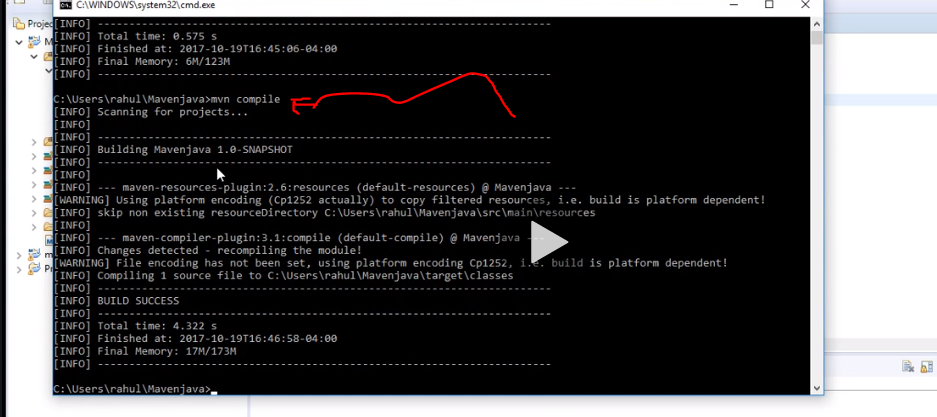 C:\WINDOWS\system32\cmd.exe
Projec
M
[INFO] ------------------------------------------------------------------------
[INFO] Total time: 0.575 s
[INFO] Finished at: 2017-10-19T16:45:06-04:00
[INFO] Final Memory: 6M/123M
[INFO] ------------------------------------------------------------------------
C:\Users\rahul\Mavenjava>mvn compile
[INFO] Scanning for projects...
[INFO]
[INFO] ------------------------------------------------------------------------
[INFO] Building Mavenjava 1.0-SNAPSHOT
[INFO] ------------------------------------------------------------------------
[INFO]
[INFO] --- maven-resources-plugin:2.6:resources (default-resources) @ Mavenjava ---
[WARNING] Using platform encoding (Cp1252 actually) to copy filtered resources, i.e. build is platform dependent!
[INFO] skip non existing resourceDirectory C:\Users\rahul\Mavenjava\src\main\resources
[INFO]
[INFO] --- maven-compiler-plugin:3.1:compile (default-compile) @ Mavenjava ---
[INFO] Changes detected - recompiling the module!
[WARNING] File encoding has not been set, using platform encoding Cp1252, i.e. build is platform dependent!
[INFO] Compiling 1 source file to C:\Users\rahul\Mavenjava\target\classes
[INFO] ------------------------------------------------------------------------
[INFO] BUILD SUCCESS
[INFO] ------------------------------------------------------------------------
[INFO] Total time: 4.322 s
[INFO] Finished at: 2017-10-19T16:46:58-04:00
[INFO] Final Memory: 17M/173M
[INFO] ------------------------------------------------------------------------
m
Pr
C:\Users\rahul\Mavenjava>_